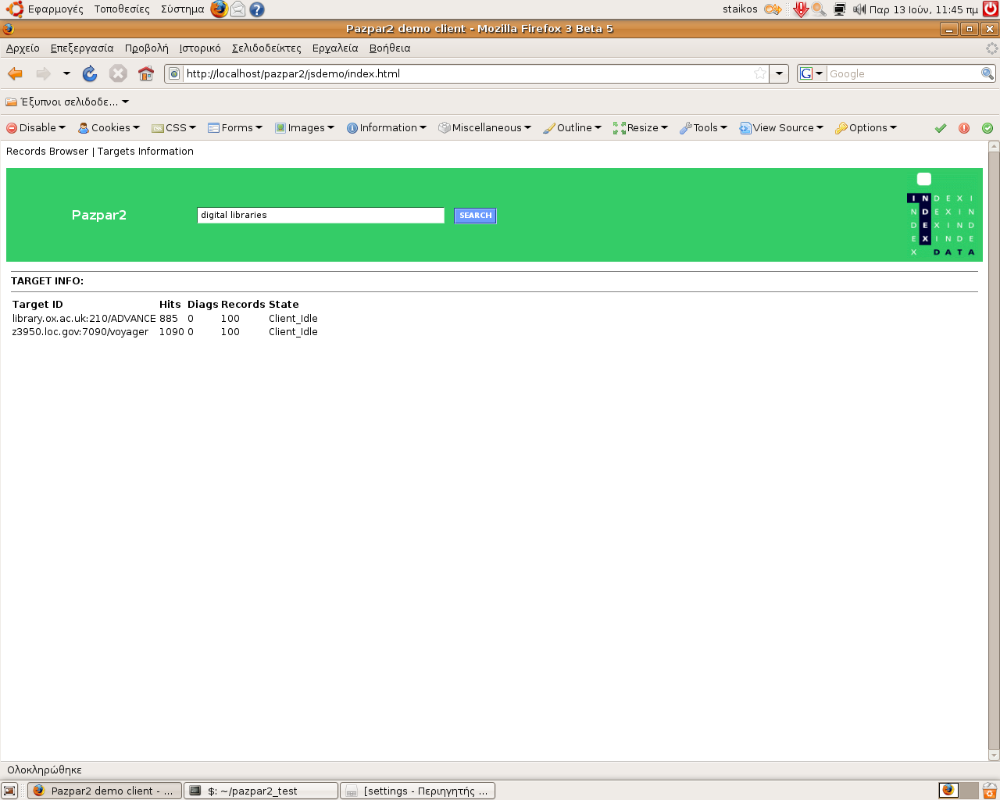 Εφαρμογές Τοποθεσίες Σύστημα staikos Παρ 13 Ιούν, 11:45 πμ
Pazpar2 demo client - Mozilla Firefox 3 Beta 5
Αρχείο Επεξεργασία Προβολή Ιστορικό Σελιδοδείκτες Εργαλεία Βοήθεια
http://localhost/pazpar2/jsdemo/index.html G Google
Έξυπνοι σελιδοδε...
Disable Cookies CSS Forms Images Information Miscellaneous Outline Resize Tools View Source Options
Records Browser | Targets Information
Pazpar2 digital libraries SEARCH
I N D E X I
N D E X I N
D E X I N D
E X I N D E
X D A T A
TARGET INFO:
Target ID Hits Diags Records State
library.ox.ac.uk:210/ADVANCE 885 0 100 Client_Idle
z3950.loc.gov:7090/voyager 1090 0 100 Client_Idle
Ολοκληρώθηκε
Pazpar2 demo client - ... $: ~/pazpar2_test [settings - Περιηγητής ...